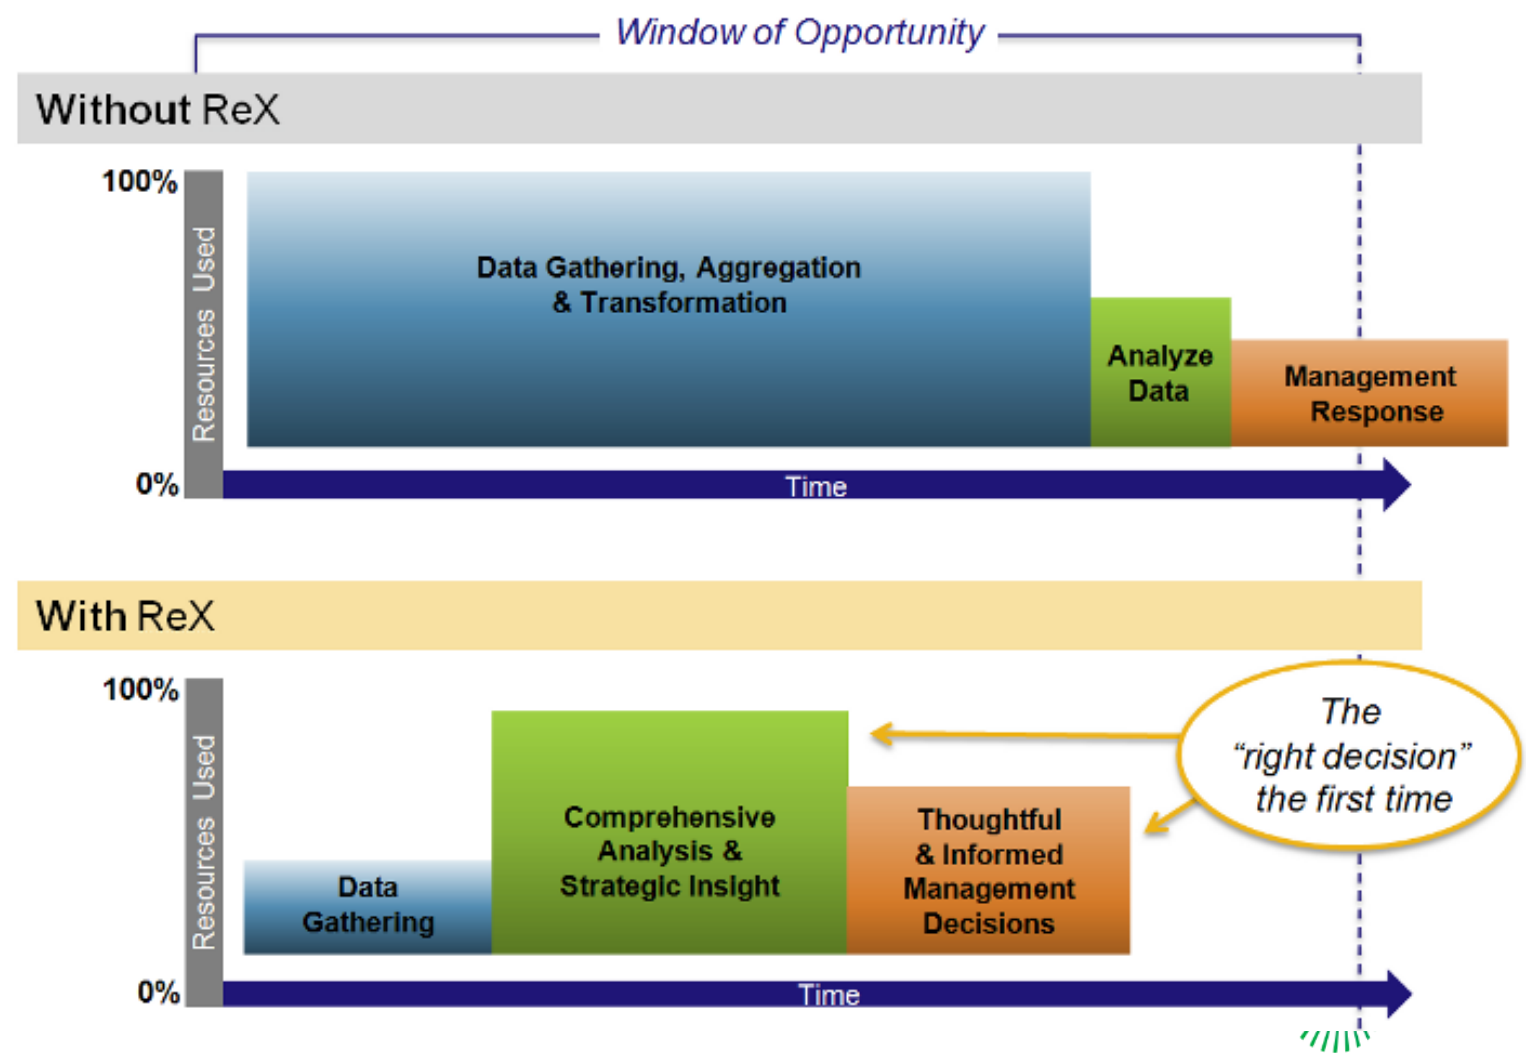 Window of Opportunity
Without ReX
100%
Resources Used
Data Gathering, Aggregation
& Transformation
Analyze
Data
Management
Response
0%
Time
With ReX
100%
Resources Used
The
“right decision”
the first time
Comprehensive
Analysis &
Strategic Insight
Thoughtful
& Informed
Management
Decisions
Data
Gathering
0%
Time